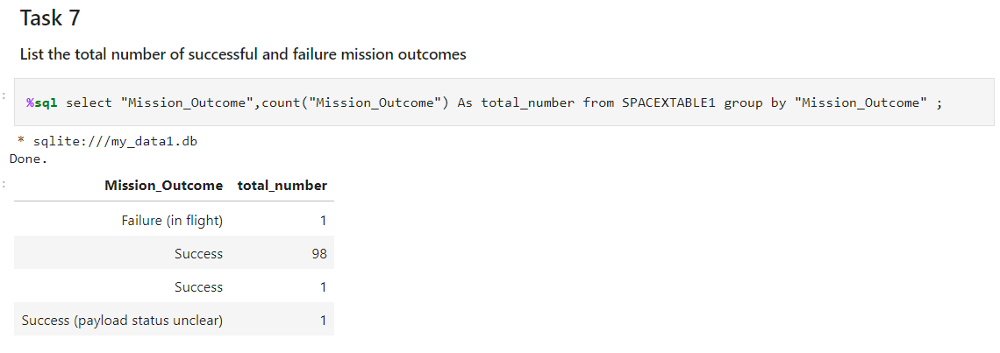 Task 7
List the total number of successful and failure mission outcomes
%sql select "Mission_Outcome",count("Mission_Outcome") As total_number from SPACEXTABLE1 group by "Mission_Outcome" ;
* sqlite:///my_data1.db
Done.
Mission_Outcome total_number
Failure (in flight) 1
Success 98
Success 1
Success (payload status unclear) 1